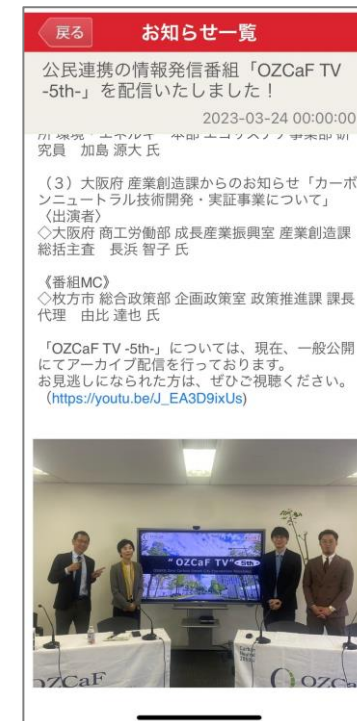 戻る
お知らせ一覧
公民連携の情報発信番組「OZCaF TV
-5th-」を配信いたしました！
2023-03-24 00:00:00
究員 加島 源大 氏
（3）大阪府 産業創造課からのお知らせ「カーボ
ンニュートラル技術開発・実証事業について」
〈出演者〉
◇大阪府 商工労働部 成長産業振興室 産業創造課
総括主査 長浜 智子 氏
《番組MC》
◇枚方市 総合政策部 企画政策室 政策推進課 課長
代理 由比 達也 氏
「OZCaF TV -5th-」については、現在、一般公開
にてアーカイブ配信を行っております。
お見逃しになられた方は、ぜひご視聴ください。
（https://youtu.be/J_EA3D9ixUs)
"OZCaF TV" 5th
OZCaF
OZCa